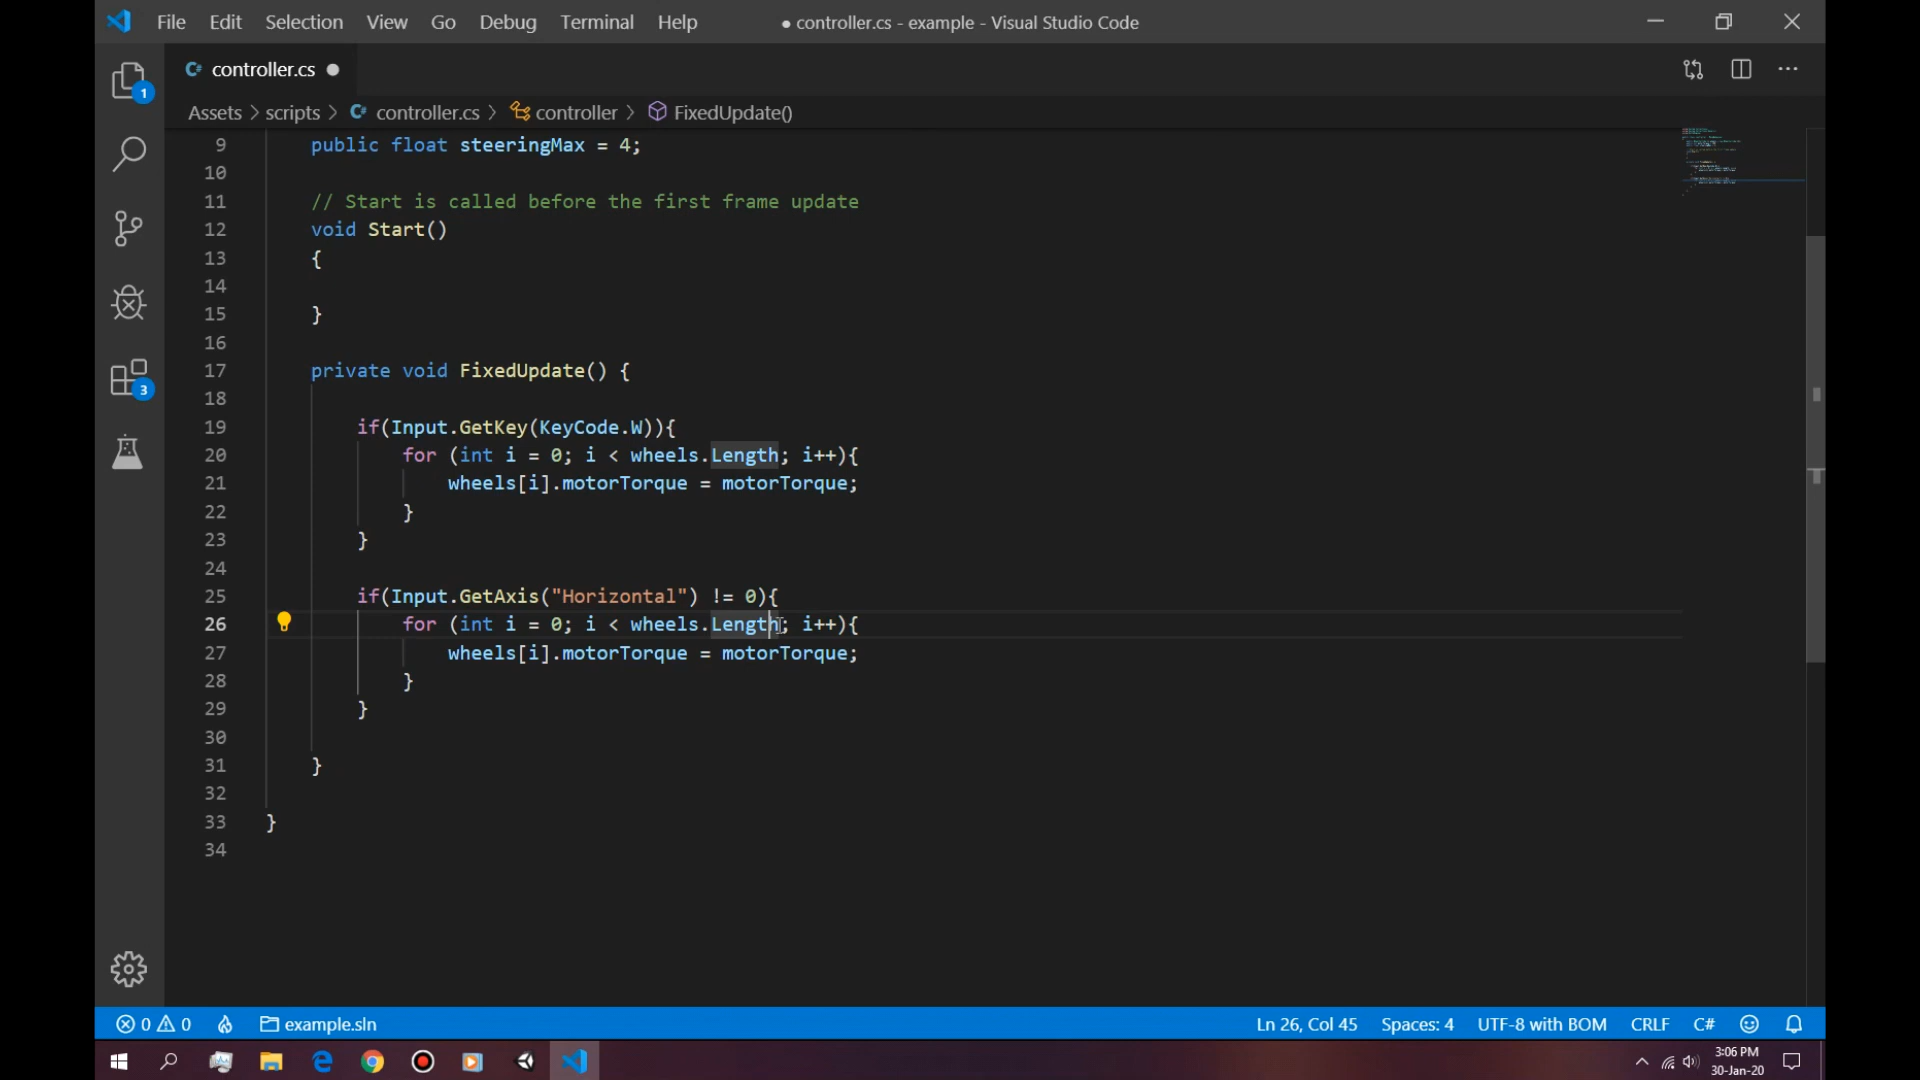 File Edit Selection View Go Debug Terminal Help ● controller.cs - example - Visual Studio Code
C# controller.cs
Assets > scripts > C# controller.cs > controller > FixedUpdate()
1
3
9 public float steeringMax = 4;
10
11 // Start is called before the first frame update
12 void Start()
13 {
14
15 }
16
17 private void FixedUpdate() {
18
19 if(Input.GetKey(KeyCode.W)){
20 for (int i = 0; i < wheels.Length; i++){
21 wheels[i].motorTorque = motorTorque;
22 }
23 }
24
25 if(Input.GetAxis("Horizontal") != 0){
26 for (int i = 0; i < wheels.Length; i++){
27 wheels[i].motorTorque = motorTorque;
28 }
29 }
30
31 }
32
33 }
34
0 0 example.sln Ln 26, Col 45 Spaces: 4 UTF-8 with BOM CRLF C#
3:06 PM
30-Jan-20